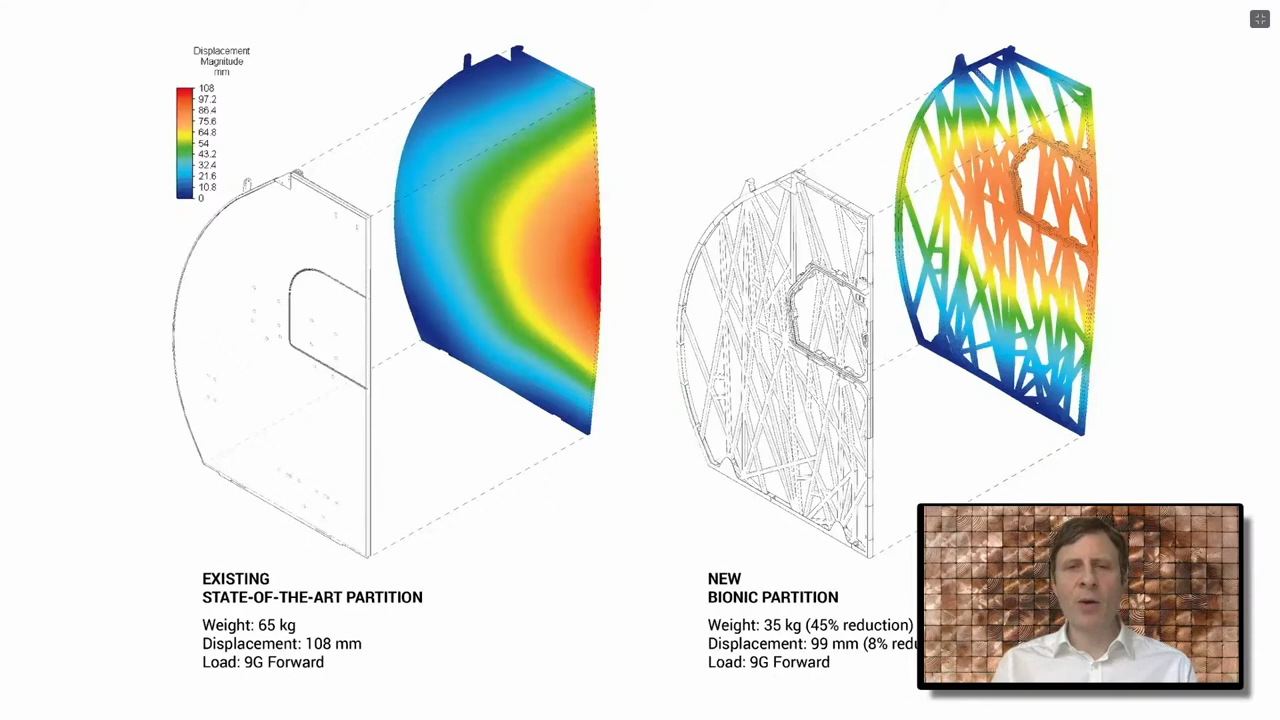 Displacement
Magnitude
mm
108
97.2
86.4
75.6
64.8
54
43.2
32.4
21.6
10.8
0
EXISTING
STATE-OF-THE-ART PARTITION
Weight: 65 kg
Displacement: 108 mm
Load: 9G Forward
NEW
BIONIC PARTITION
Weight: 35 kg (45% reduction)
Displacement: 99 mm (8%
Load: 9G Forward